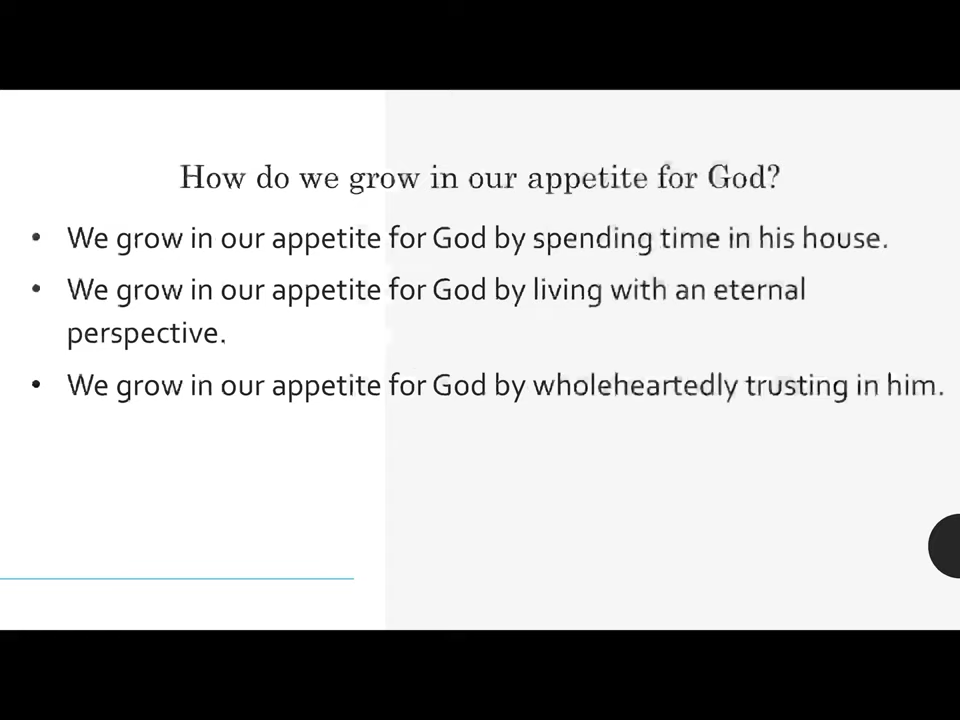 How do we grow in our appetite for God?
• We grow in our appetite for God by spending time in his house.
• We grow in our appetite for God by living with an eternal
perspective.
• We grow in our appetite for God by wholeheartedly trusting in him.